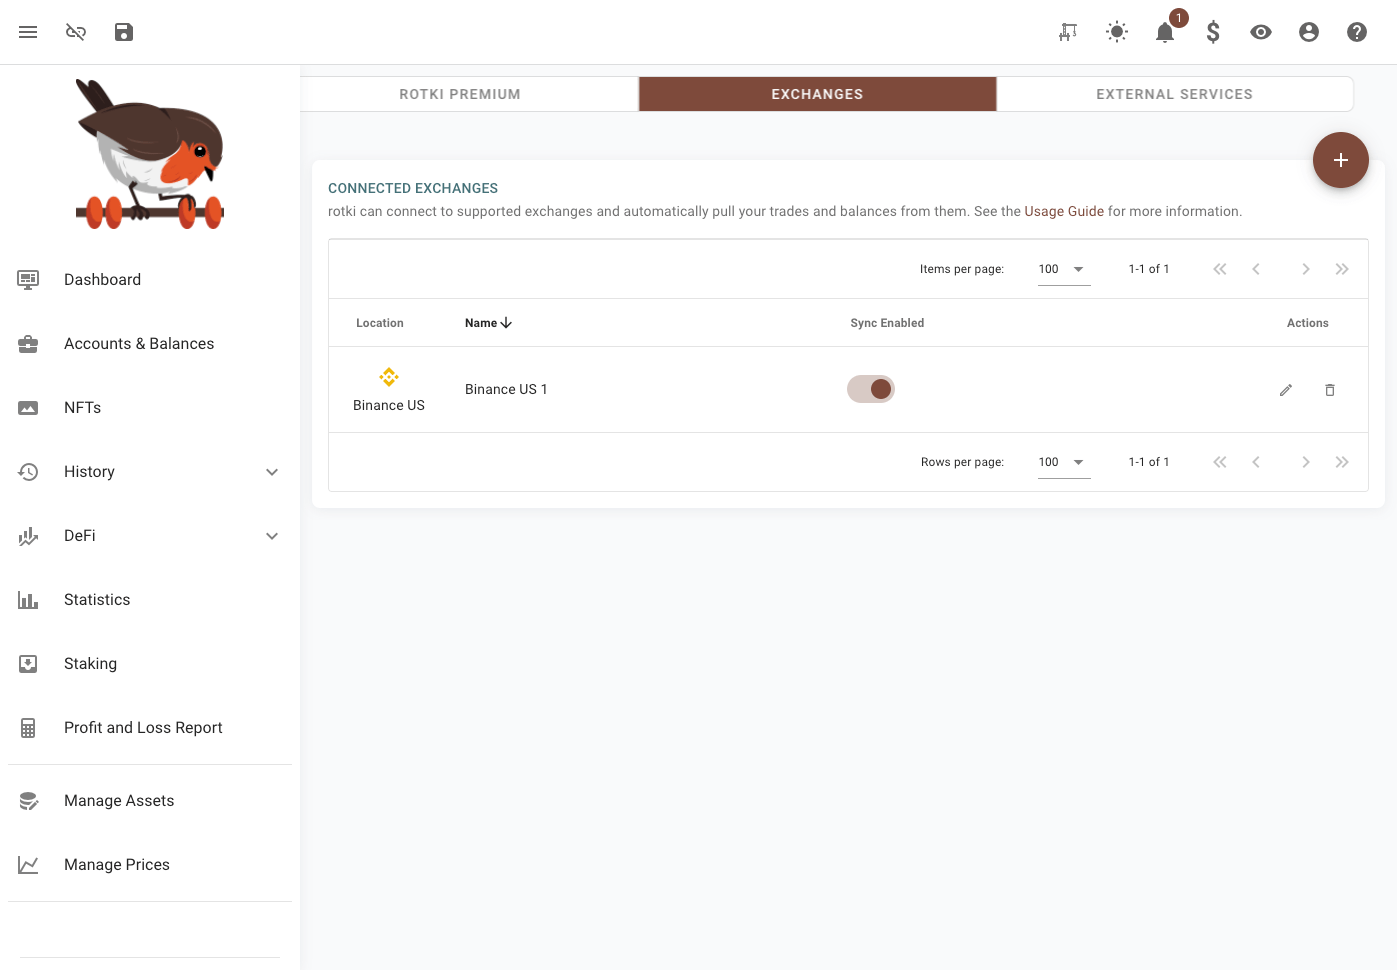 1
ROTKI PREMIUM
EXCHANGES
EXTERNAL SERVICES
CONNECTED EXCHANGES
rotki can connect to supported exchanges and automatically pull your trades and balances from them. See the Usage Guide for more information.
Items per page: 100 1-1 of 1
Location Name Sync Enabled Actions
Binance US Binance US 1
Rows per page: 100 1-1 of 1
Dashboard
Accounts & Balances
NFTs
History
DeFi
Statistics
Staking
Profit and Loss Report
Manage Assets
Manage Prices